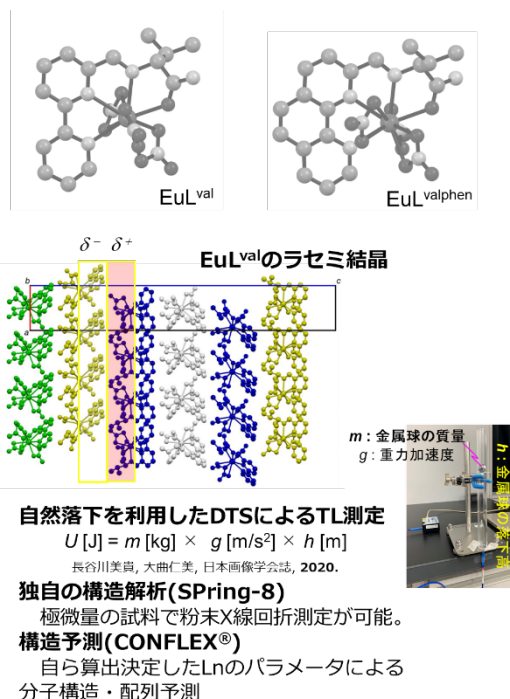 EuLval
EuLvalphen
δ− δ+
EuLvalのラセミ結晶
b
c
a
m : 金属球の質量
g : 重力加速度
h : 金属球の落下高
自然落下を利用したDTSによるTL測定
U [J] = m [kg] × g [m/s2] × h [m]
長谷川美貴, 大曲仁美, 日本画像学会誌, 2020.
独自の構造解析(SPring-8)
極微量の試料で粉末X線回折測定が可能。
構造予測(CONFLEX®)
自ら算出決定したLnのパラメータによる
分子構造・配列予測